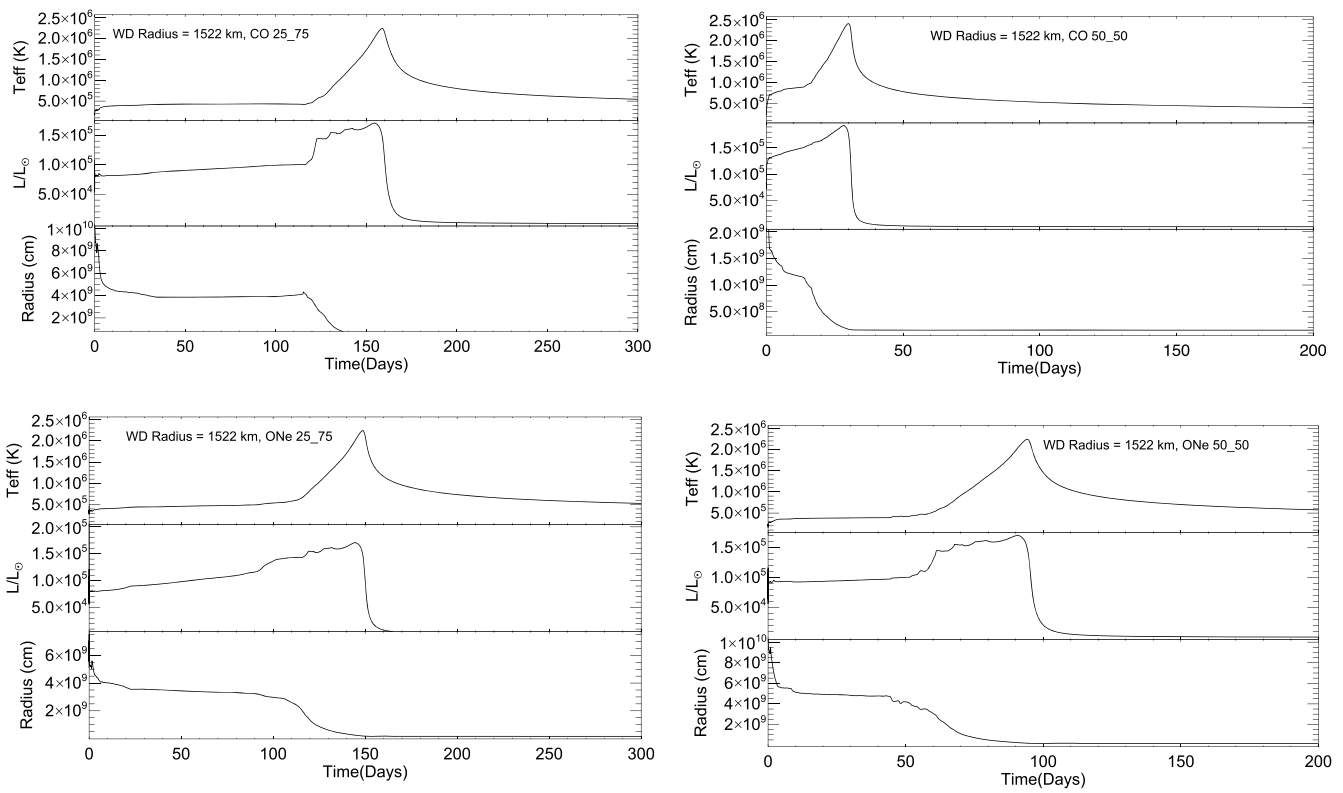 2.5×10⁶
2.0×10⁶
1.5×10⁶
1.0×10⁶
5.0×10⁵
Teff (K)
WD Radius = 1522 km, CO 25_75
1.5×10⁵
1.0×10⁵
5.0×10⁴
L/L☉
1×10¹⁰
8×10⁹
6×10⁹
4×10⁹
2×10⁹
Radius (cm)
0 50 100 150 200 250 300
Time(Days)
2.5×10⁶
2.0×10⁶
1.5×10⁶
1.0×10⁶
5.0×10⁵
Teff (K)
WD Radius = 1522 km, CO 50_50
1.5×10⁵
1.0×10⁵
5.0×10⁴
L/L☉
2.0×10⁹
1.5×10⁹
1.0×10⁹
5.0×10⁸
Radius (cm)
0 50 100 150 200
Time(Days)
2.5×10⁶
2.0×10⁶
1.5×10⁶
1.0×10⁶
5.0×10⁵
Teff (K)
WD Radius = 1522 km, ONe 25_75
2.0×10⁵
1.5×10⁵
1.0×10⁵
5.0×10⁴
L/L☉
6×10⁹
4×10⁹
2×10⁹
Radius (cm)
0 50 100 150 200 250 300
Time(Days)
2.5×10⁶
2.0×10⁶
1.5×10⁶
1.0×10⁶
5.0×10⁵
Teff (K)
WD Radius = 1522 km, ONe 50_50
1.5×10⁵
1.0×10⁵
5.0×10⁴
L/L☉
1×10¹⁰
8×10⁹
6×10⁹
4×10⁹
2×10⁹
Radius (cm)
0 50 100 150 200
Time(Days)